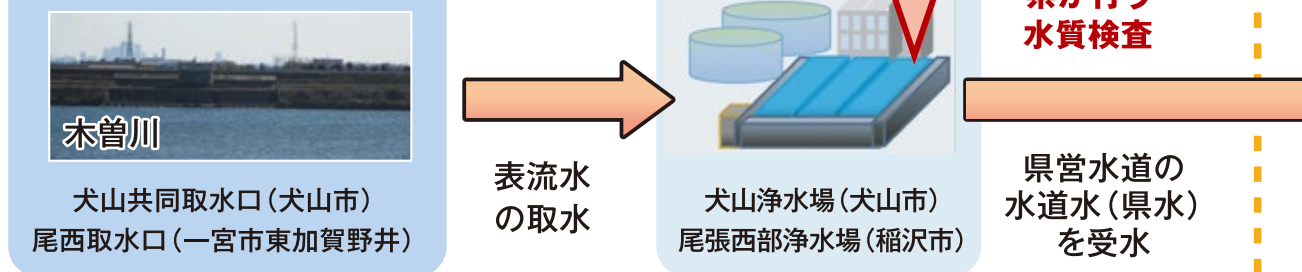 木曽川
犬山共同取水口（犬山市）
尾西取水口（一宮市東加賀野井）
表流水
の取水
犬山浄水場（犬山市）
尾張西部浄水場（稲沢市）
水質検査
県営水道の
水道水（県水）
を受水